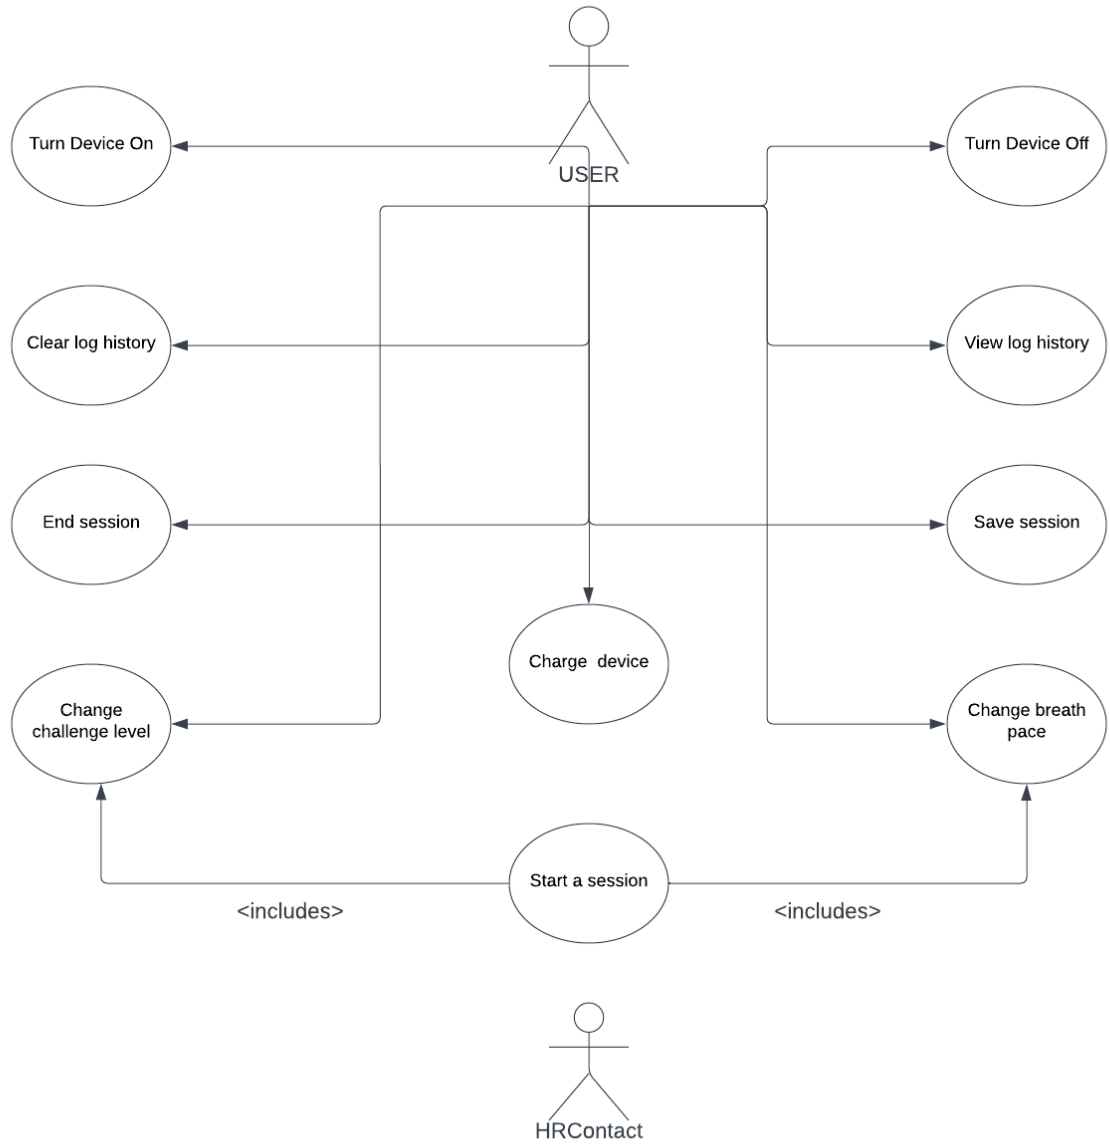 USER
Turn Device On
Turn Device Off
Clear log history
View log history
End session
Save session
Charge  device
Change
challenge level
Change breath
pace
Start a session
<includes>
<includes>
HRContact